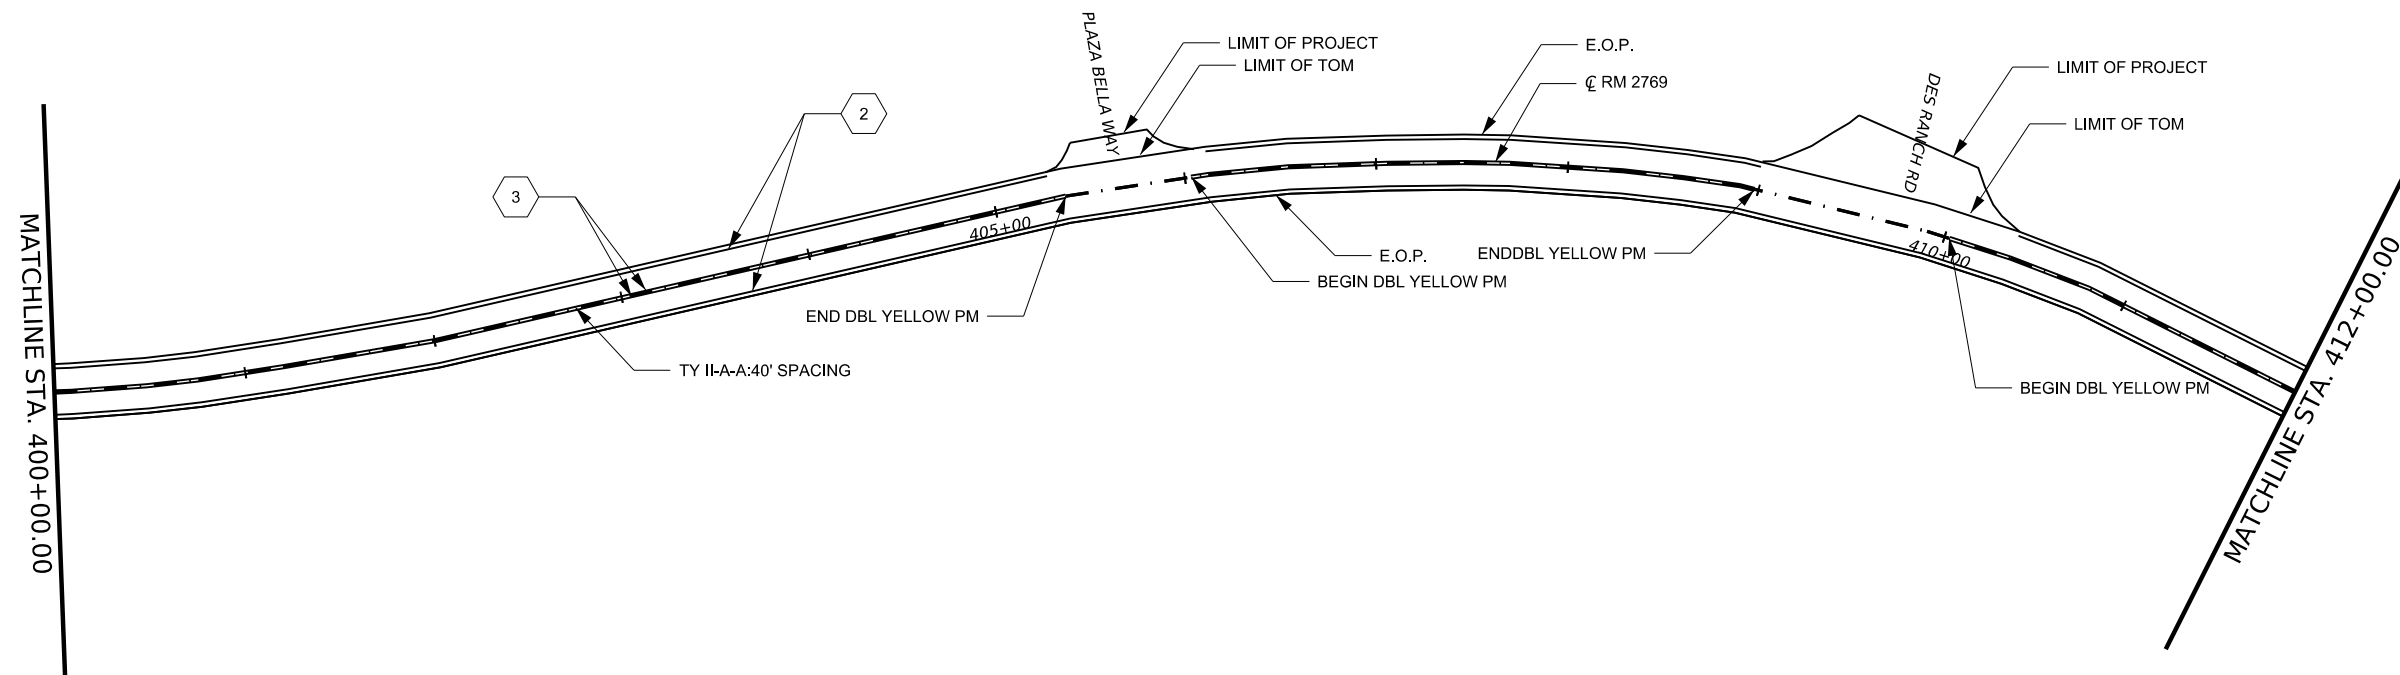 MATCHLINE STA. 400+00.00
3
2
TY II-A-A:40' SPACING
END DBL YELLOW PM
405+00
PLAZA BELLA WAY
LIMIT OF PROJECT
LIMIT OF TOM
E.O.P.
℄ RM 2769
E.O.P.
BEGIN DBL YELLOW PM
ENDDBL YELLOW PM
DES RANCH RD
LIMIT OF PROJECT
LIMIT OF TOM
410+00
BEGIN DBL YELLOW PM
MATCHLINE STA. 412+00.00